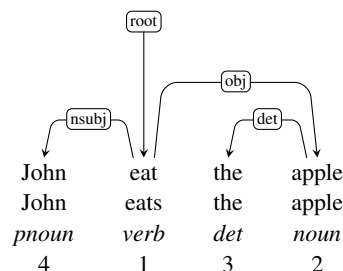 root
obj
nsubj det
John eat the apple
John eats the apple
pnoun verb det noun
4 1 3 2